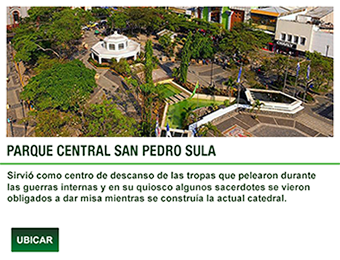 PARQUE CENTRAL SAN PEDRO SULA
Sirvió como centro de descanso de las tropas que pelearon durante
las guerras internas y en su quiosco algunos sacerdotes se vieron
obligados a dar misa mientras se construia la actual catedral.
UBICAR